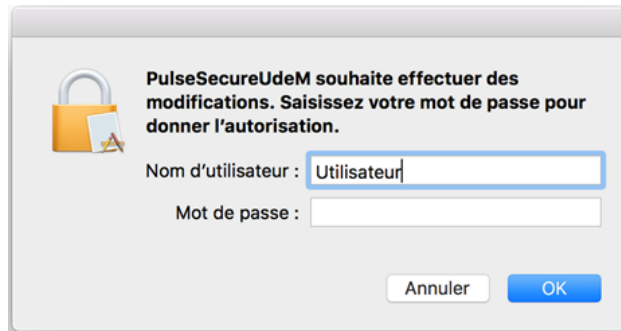 PulseSecureUdeM souhaite effectuer des
modifications. Saisissez votre mot de passe pour
donner l'autorisation.
Nom d'utilisateur : Utilisateur
Mot de passe :
Annuler OK